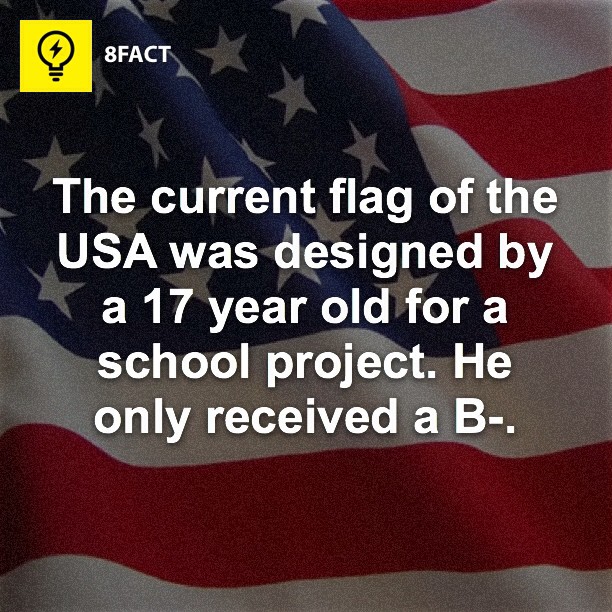 8FACT
The current flag of the
USA was designed by
a 17 year old for a
school project. He
only received a B-.